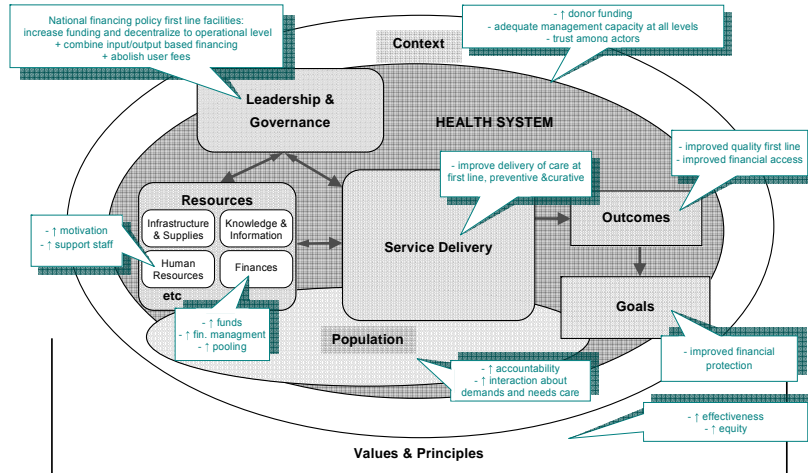 National financing policy first line facilities:
increase funding and decentralize to operational level
+ combine input/output based financing
+ abolish user fees
- ↑ donor funding
- adequate management capacity at all levels
- trust among actors
Context
Leadership &
Governance
HEALTH SYSTEM
- improved quality first line
- improved financial access
- improve delivery of care at
first line, preventive &curative
Resources
Infrastructure
& Supplies
Knowledge &
Information
Human
Resources
Finances
etc
- ↑ motivation
- ↑ support staff
Service Delivery
Outcomes
Goals
- ↑ funds
- ↑ fin. managment
- ↑ pooling
Population
- improved financial
protection
- ↑ accountability
- ↑ interaction about
demands and needs care
- ↑ effectiveness
- ↑ equity
Values & Principles